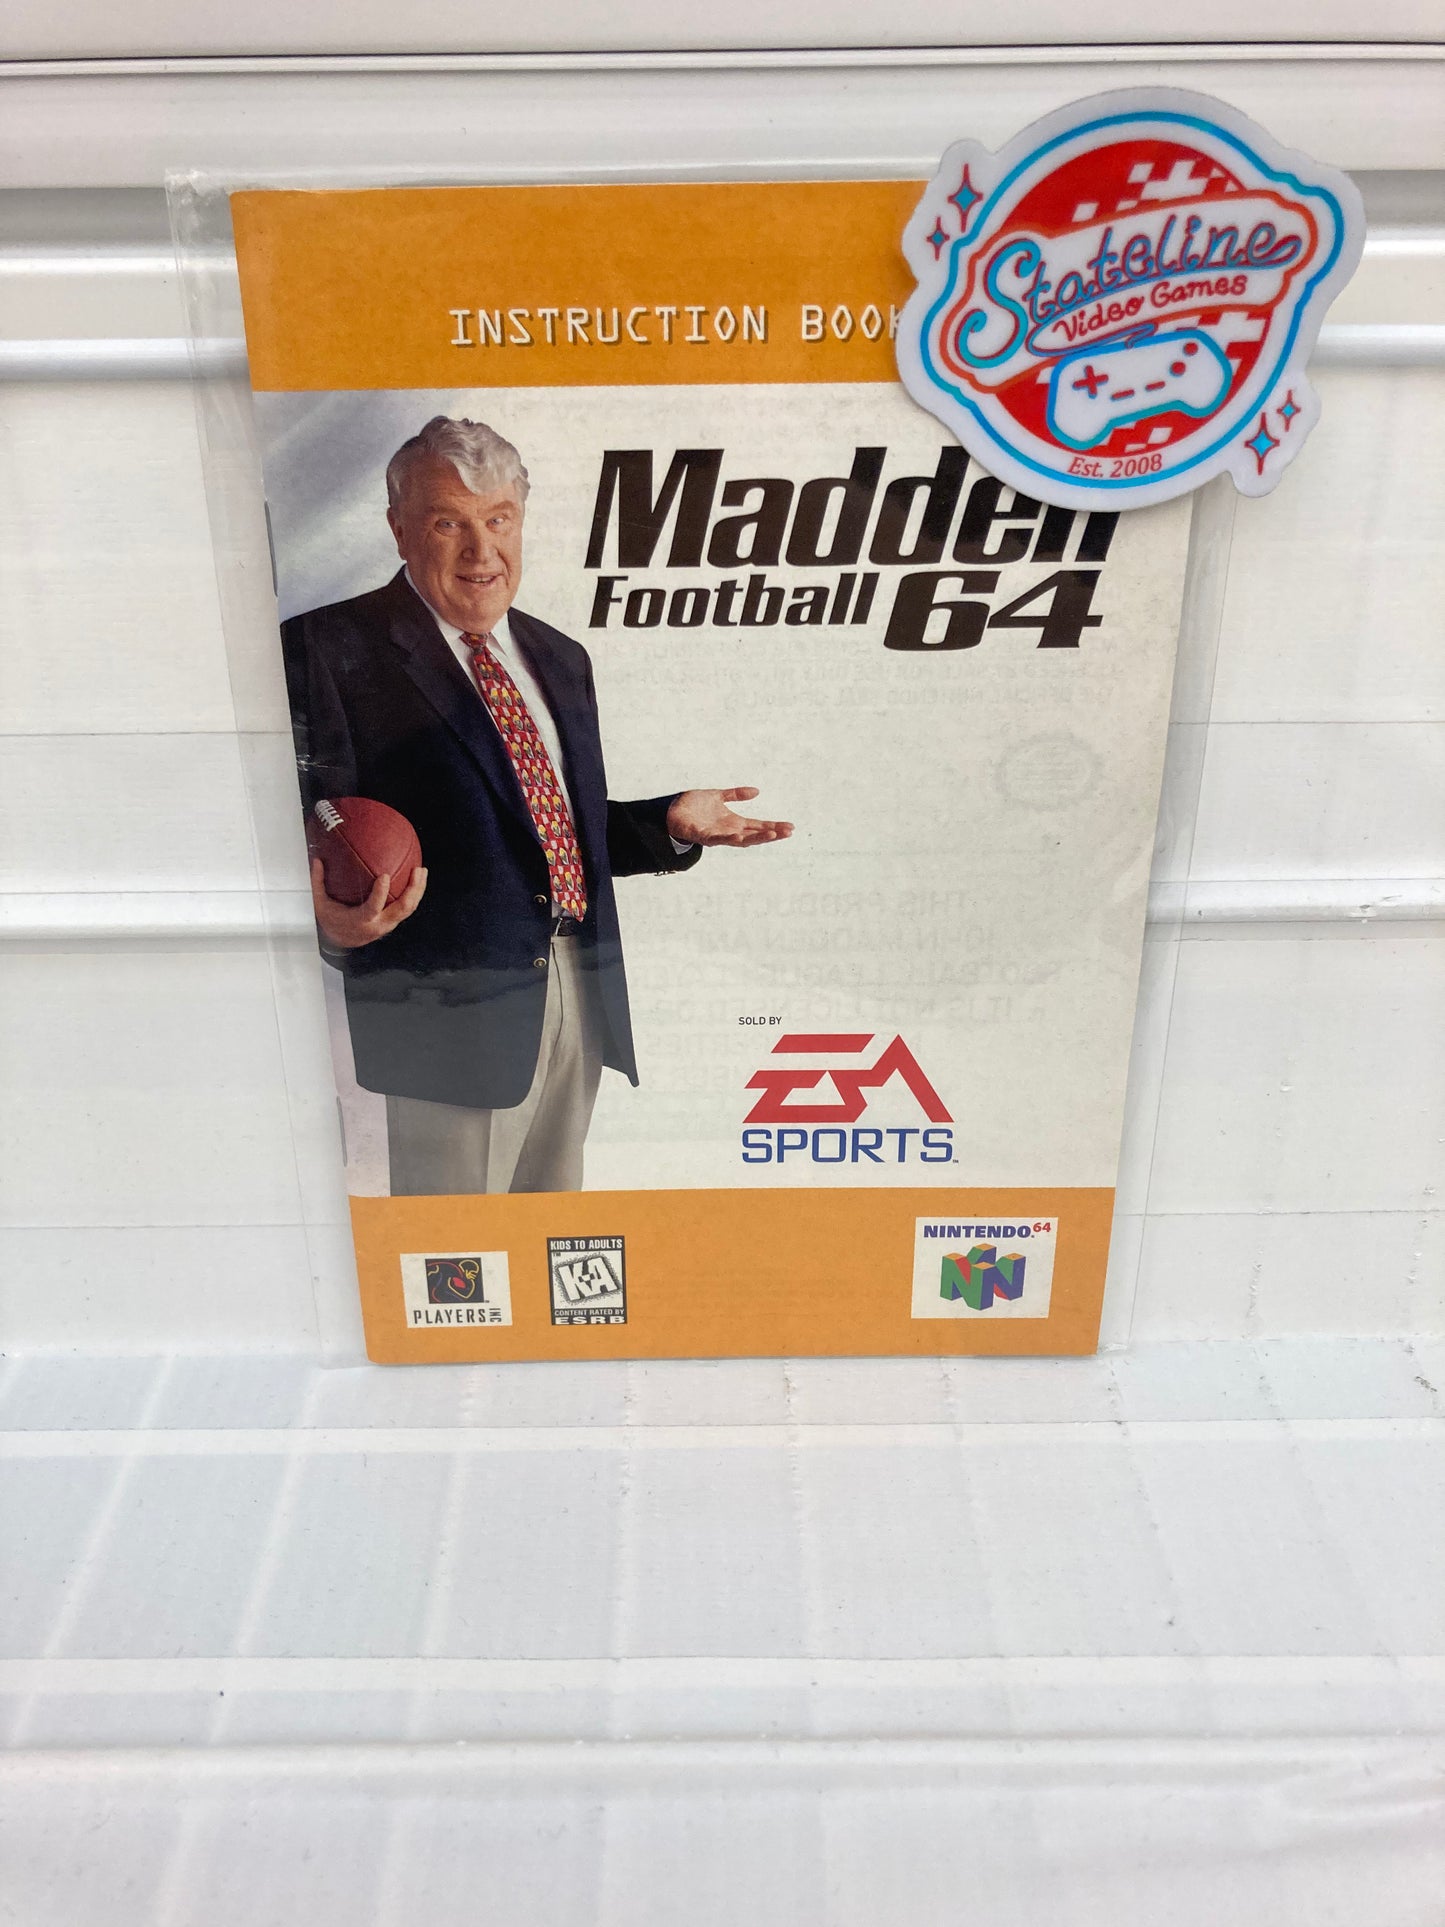 INSTRUCTION BOOK
Stateline
Video Games
Est. 2008
Madden
Football 64
SOLD BY
EA
SPORTS™
PLAYERS INC
KIDS TO ADULTS
K-A
CONTENT RATED BY
ESRB
NINTENDO 64